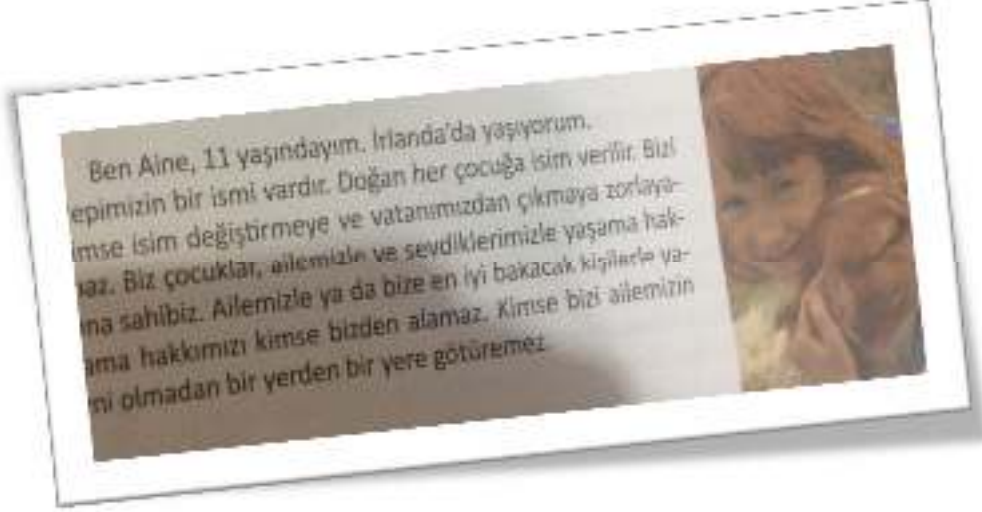 Ben Aine, 11 yaşındayım. İrlanda'da yaşıyorum.
epimizin bir ismi vardır. Doğan her çocuğa isim verilir. Bizi
imse isim değiştirmeye ve vatanımızdan çıkmaya zorlaya-
maz. Biz çocuklar, ailemizle ve sevdiklerimizle yaşama hak-
ına sahibiz. Ailemizle ya da bize en iyi bakacak kişilerle ya-
ama hakkımızı kimse bizden alamaz. Kimse bizi ailemizin
ni olmadan bir yerden bir yere götüremez